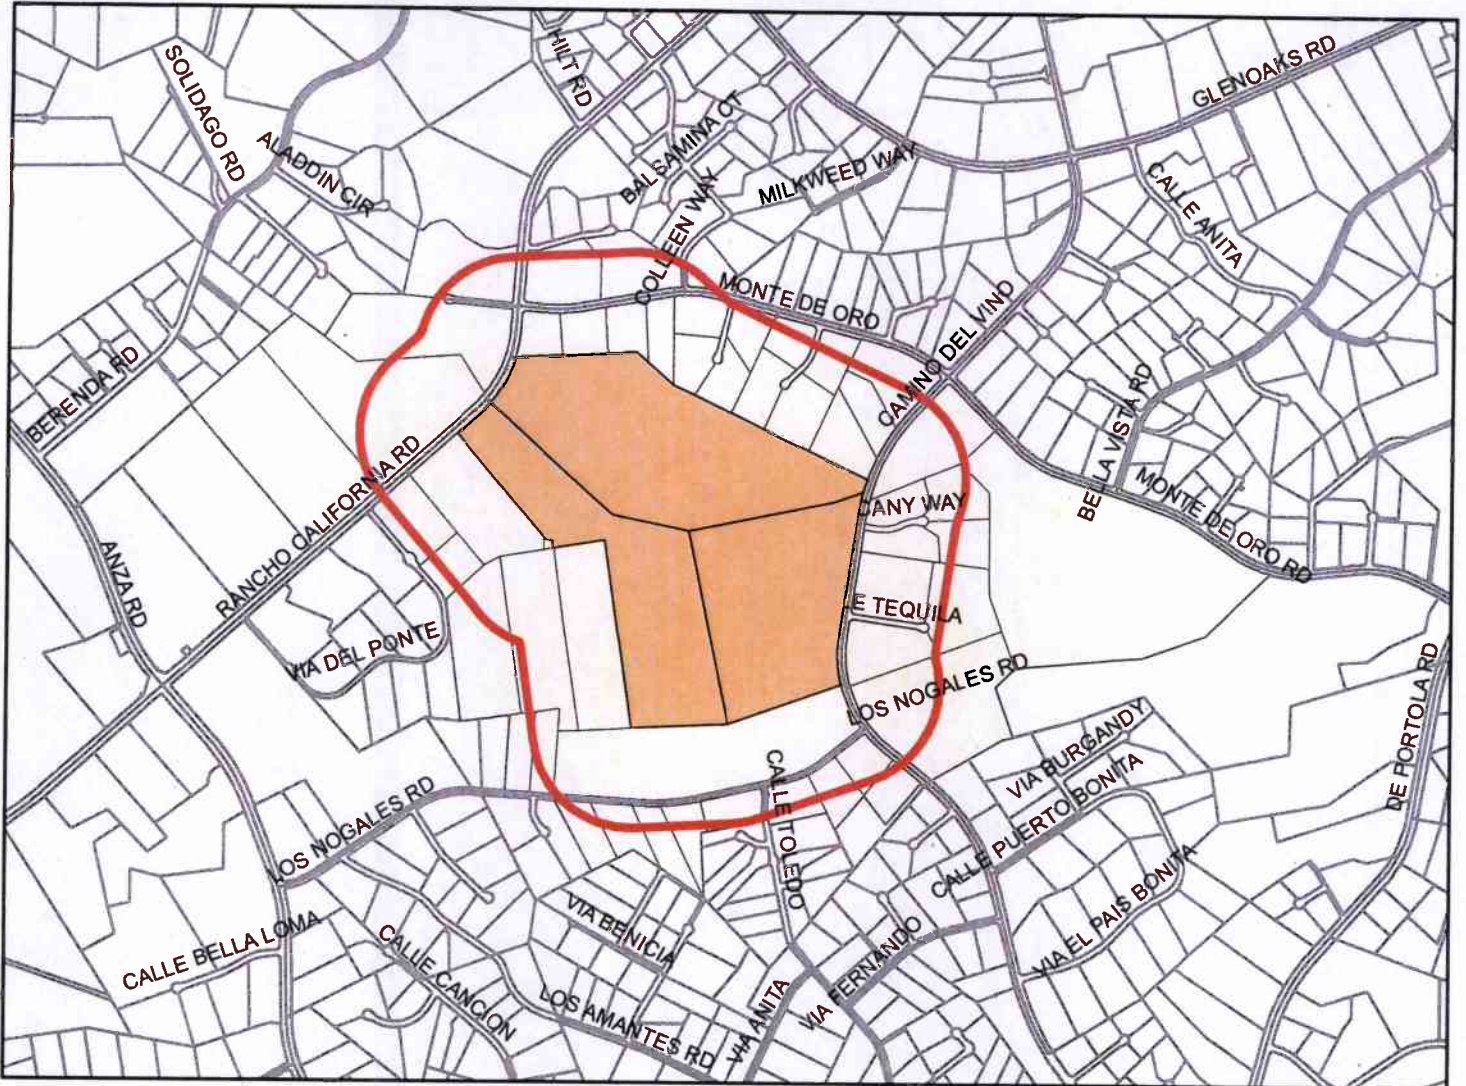 GLENOAKS RD
HILT RD
SOLIDAGO RD
ALADDIN CIR
BALSAMINA CT
MILKWEED WAY
COLLEEN WAY
CALLE ANITA
MONTE DE ORO
CAMINO DEL VINO
BERENDA RD
BELLA VISTA RD
RANCHO CALIFORNIA RD
CANY WAY
MONTE DE ORO RD
ANZA RD
LE TEQUILA
VIA DEL PONTE
LOS NOGALES RD
DE PORTOLA RD
VIA BURGANDY
CALLE TOLEDO
CALLE PUERTO BONITA
LOS NOGALES RD
VIA EL PAIS BONITA
VIA BENICIA
CALLE BELLA LOMA
CALLE CANCION
VIA FERNANDO
LOS AMANTES RD
VIA ANITA